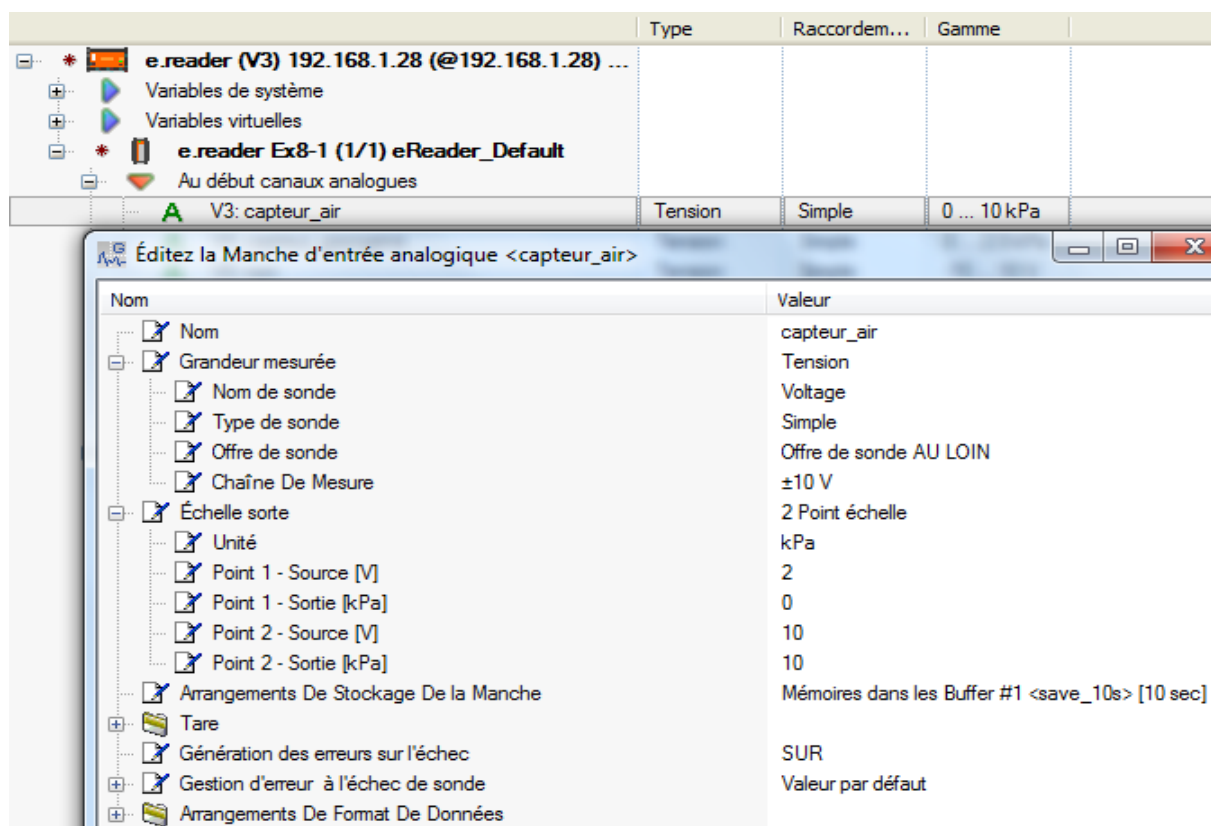 Type Raccordem... Gamme
e.reader (V3) 192.168.1.28 (@192.168.1.28) ...
Variables de système
Variables virtuelles
e.reader Ex8-1 (1/1) eReader_Default
Au début canaux analogues
A V3: capteur_air Tension Simple 0 ... 10 kPa
Éditez la Manche d'entrée analogique <capteur_air>
Nom Valeur
Nom capteur_air
Grandeur mesurée Tension
Nom de sonde Voltage
Type de sonde Simple
Offre de sonde Offre de sonde AU LOIN
Chaîne De Mesure ±10 V
Échelle sorte 2 Point échelle
Unité kPa
Point 1 - Source [V] 2
Point 1 - Sortie [kPa] 0
Point 2 - Source [V] 10
Point 2 - Sortie [kPa] 10
Arrangements De Stockage De la Manche Mémoires dans les Buffer #1 <save_10s> [10 sec]
Tare
Génération des erreurs sur l'échec SUR
Gestion d'erreur à l'échec de sonde Valeur par défaut
Arrangements De Format De Données